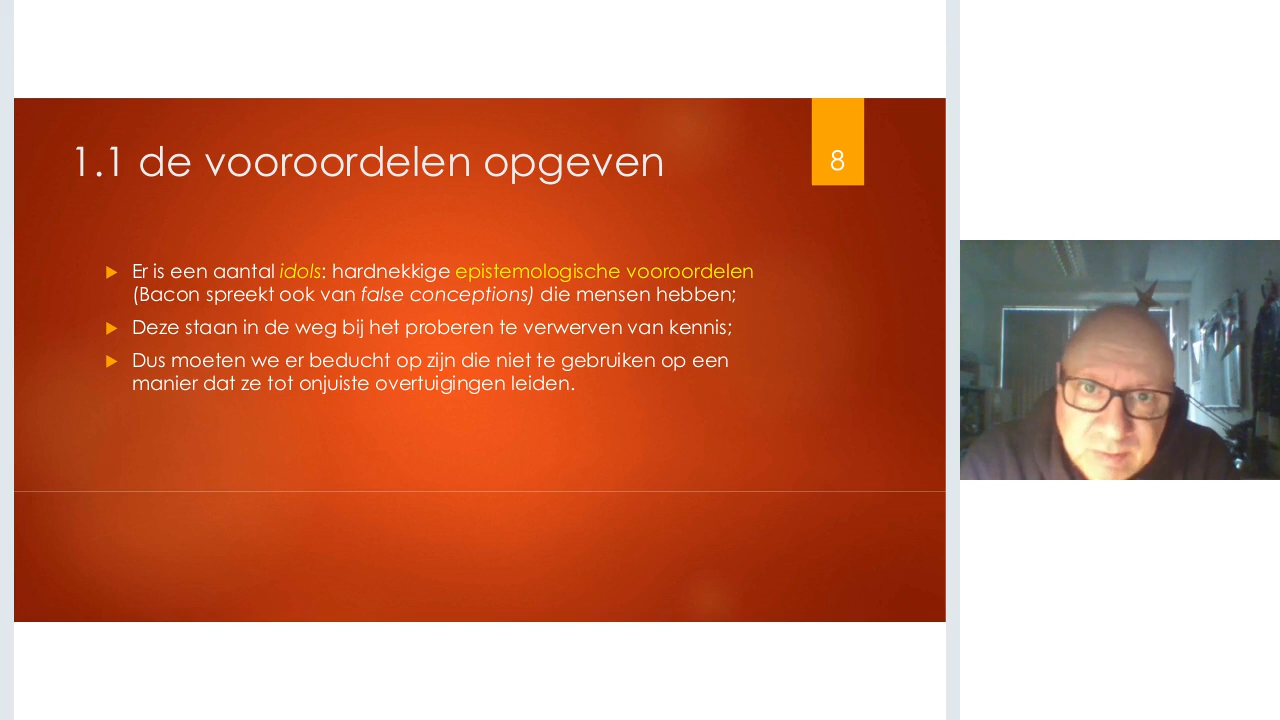 1.1 de vooroordelen opgeven
8
Er is een aantal idols: hardnekkige epistemologische vooroordelen
(Bacon spreekt ook van false conceptions) die mensen hebben;
Deze staan in de weg bij het proberen te verwerven van kennis;
Dus moeten we er beducht op zijn die niet te gebruiken op een
manier dat ze tot onjuiste overtuigingen leiden.